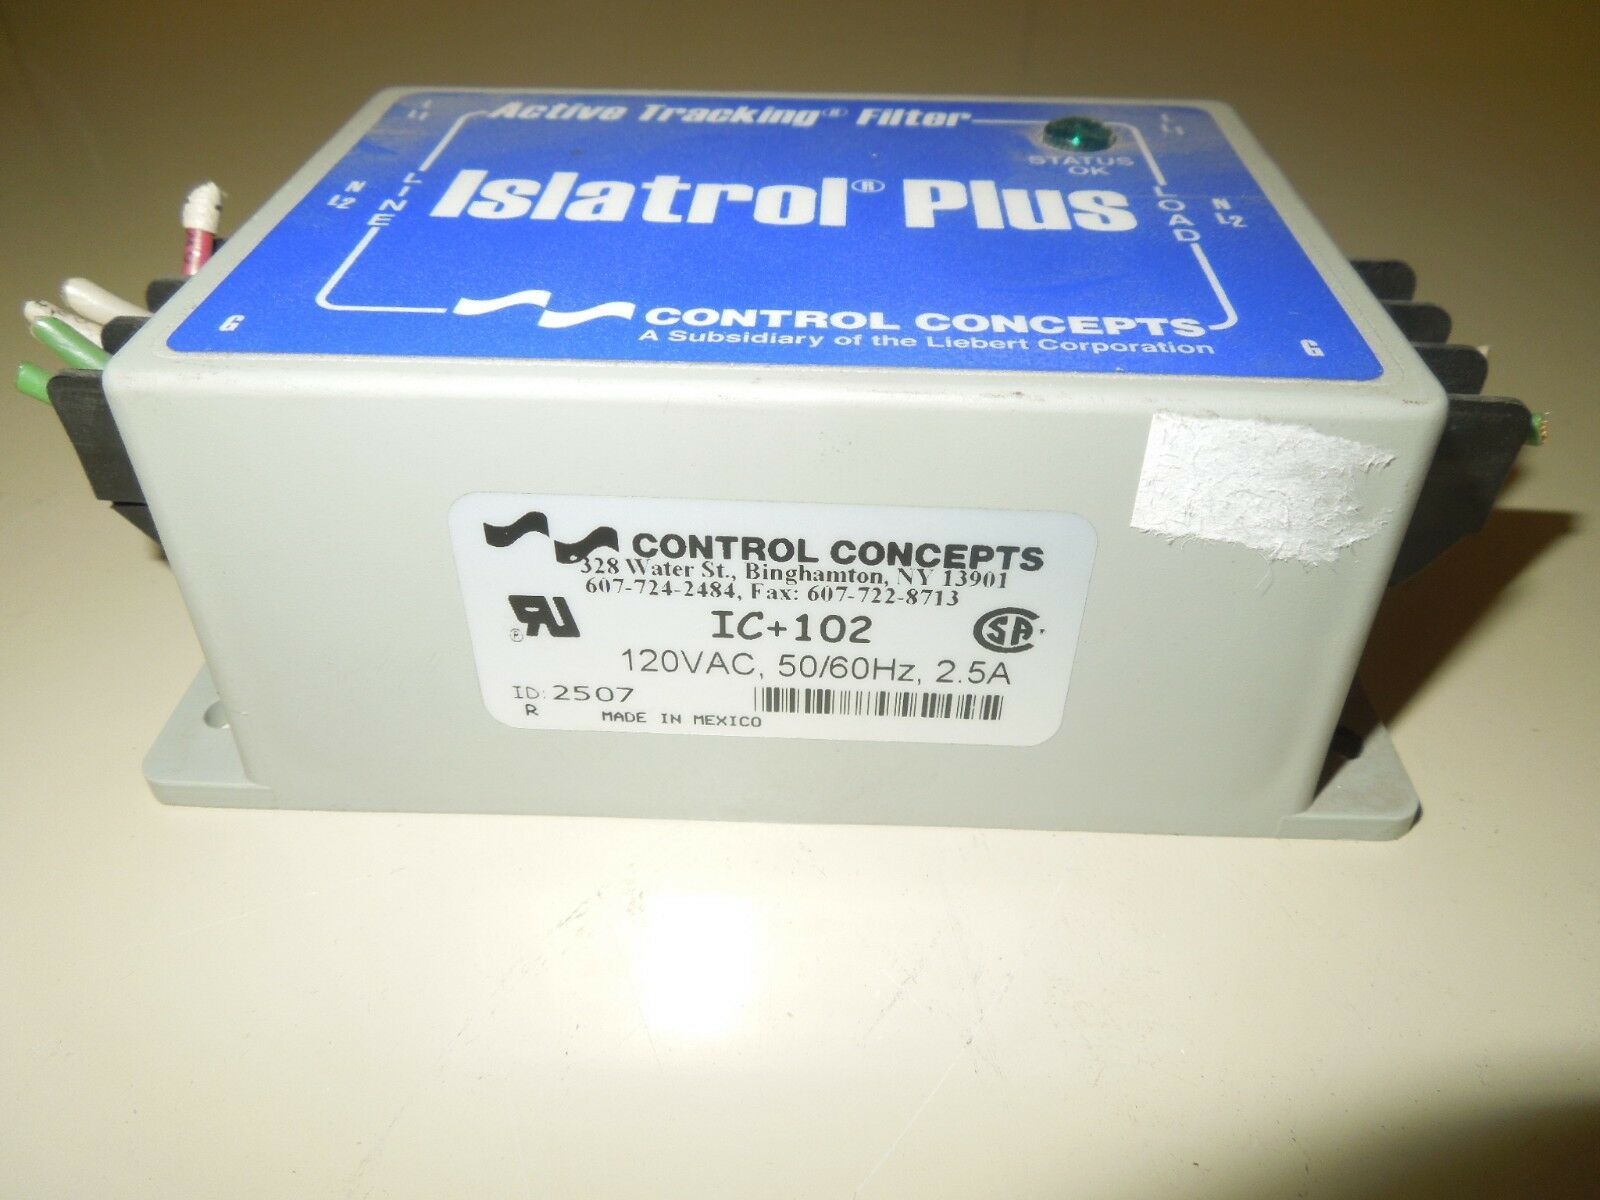 Active Tracking® Filter
L1
L1
STATUS
OK
N
L2
LINE
Islatrol® Plus
LOAD
N
L2
CONTROL CONCEPTS
A Subsidiary of the Liebert Corporation
G
G
CONTROL CONCEPTS
328 Water St., Binghamton, NY 13901
607-724-2484, Fax: 607-722-8713
IC+102
120VAC, 50/60Hz, 2.5A
ID: 2507
R MADE IN MEXICO